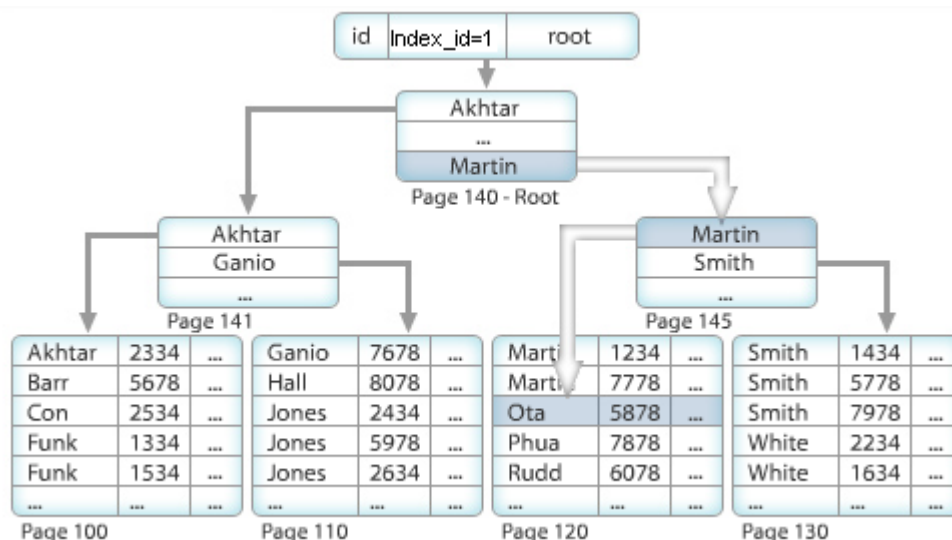 id Index_id=1 root
Akhtar
...
Martin
Page 140 - Root
Akhtar
Ganio
...
Page 141
Martin
Smith
...
Page 145
Akhtar 2334 ...
Barr 5678 ...
Con 2534 ...
Funk 1334 ...
Funk 1534 ...
... ... ...
Page 100
Ganio 7678 ...
Hall 8078 ...
Jones 2434 ...
Jones 5978 ...
Jones 2634 ...
... ... ...
Page 110
Martin 1234 ...
Martin 7778 ...
Ota 5878 ...
Phua 7878 ...
Rudd 6078 ...
... ... ...
Page 120
Smith 1434 ...
Smith 5778 ...
Smith 7978 ...
White 2234 ...
White 1634 ...
... ... ...
Page 130